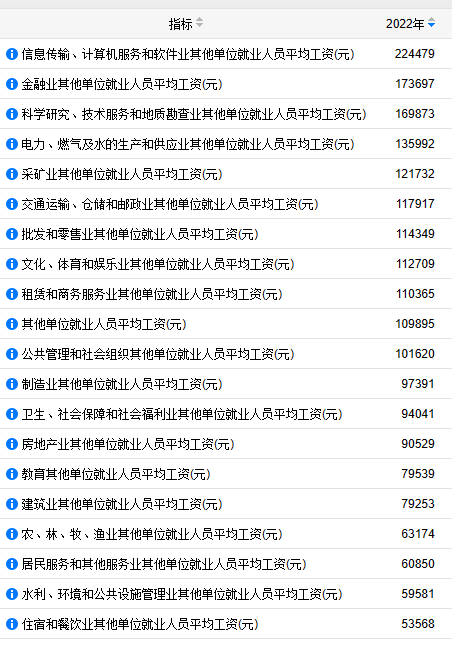 指标 2022年
信息传输、计算机服务和软件业其他单位就业人员平均工资(元) 224479
金融业其他单位就业人员平均工资(元) 173697
科学研究、技术服务和地质勘查业其他单位就业人员平均工资(元) 169873
电力、燃气及水的生产和供应业其他单位就业人员平均工资(元) 135992
采矿业其他单位就业人员平均工资(元) 121732
交通运输、仓储和邮政业其他单位就业人员平均工资(元) 117917
批发和零售业其他单位就业人员平均工资(元) 114349
文化、体育和娱乐业其他单位就业人员平均工资(元) 112709
租赁和商务服务业其他单位就业人员平均工资(元) 110365
其他单位就业人员平均工资(元) 109895
公共管理和社会组织其他单位就业人员平均工资(元) 101620
制造业其他单位就业人员平均工资(元) 97391
卫生、社会保障和社会福利业其他单位就业人员平均工资(元) 94041
房地产业其他单位就业人员平均工资(元) 90529
教育其他单位就业人员平均工资(元) 79539
建筑业其他单位就业人员平均工资(元) 79253
农、林、牧、渔业其他单位就业人员平均工资(元) 63174
居民服务和其他服务业其他单位就业人员平均工资(元) 60850
水利、环境和公共设施管理业其他单位就业人员平均工资(元) 59581
住宿和餐饮业其他单位就业人员平均工资(元) 53568